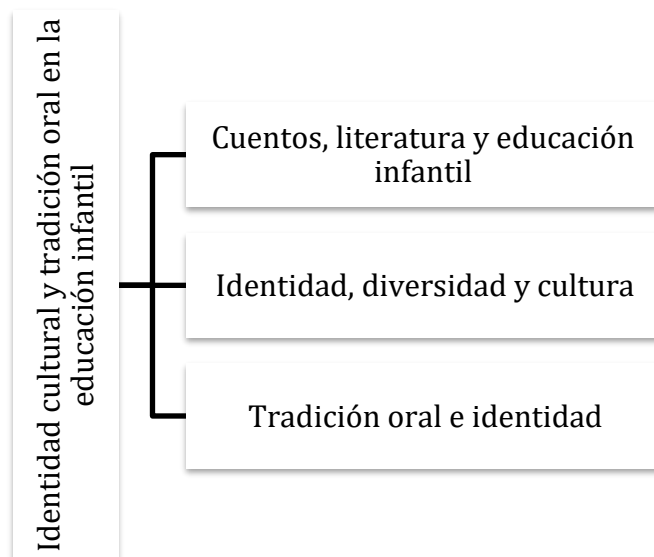 Identidad cultural y tradición oral en la
educación infantil
Cuentos, literatura y educación
infantil
Identidad, diversidad y cultura
Tradición oral e identidad